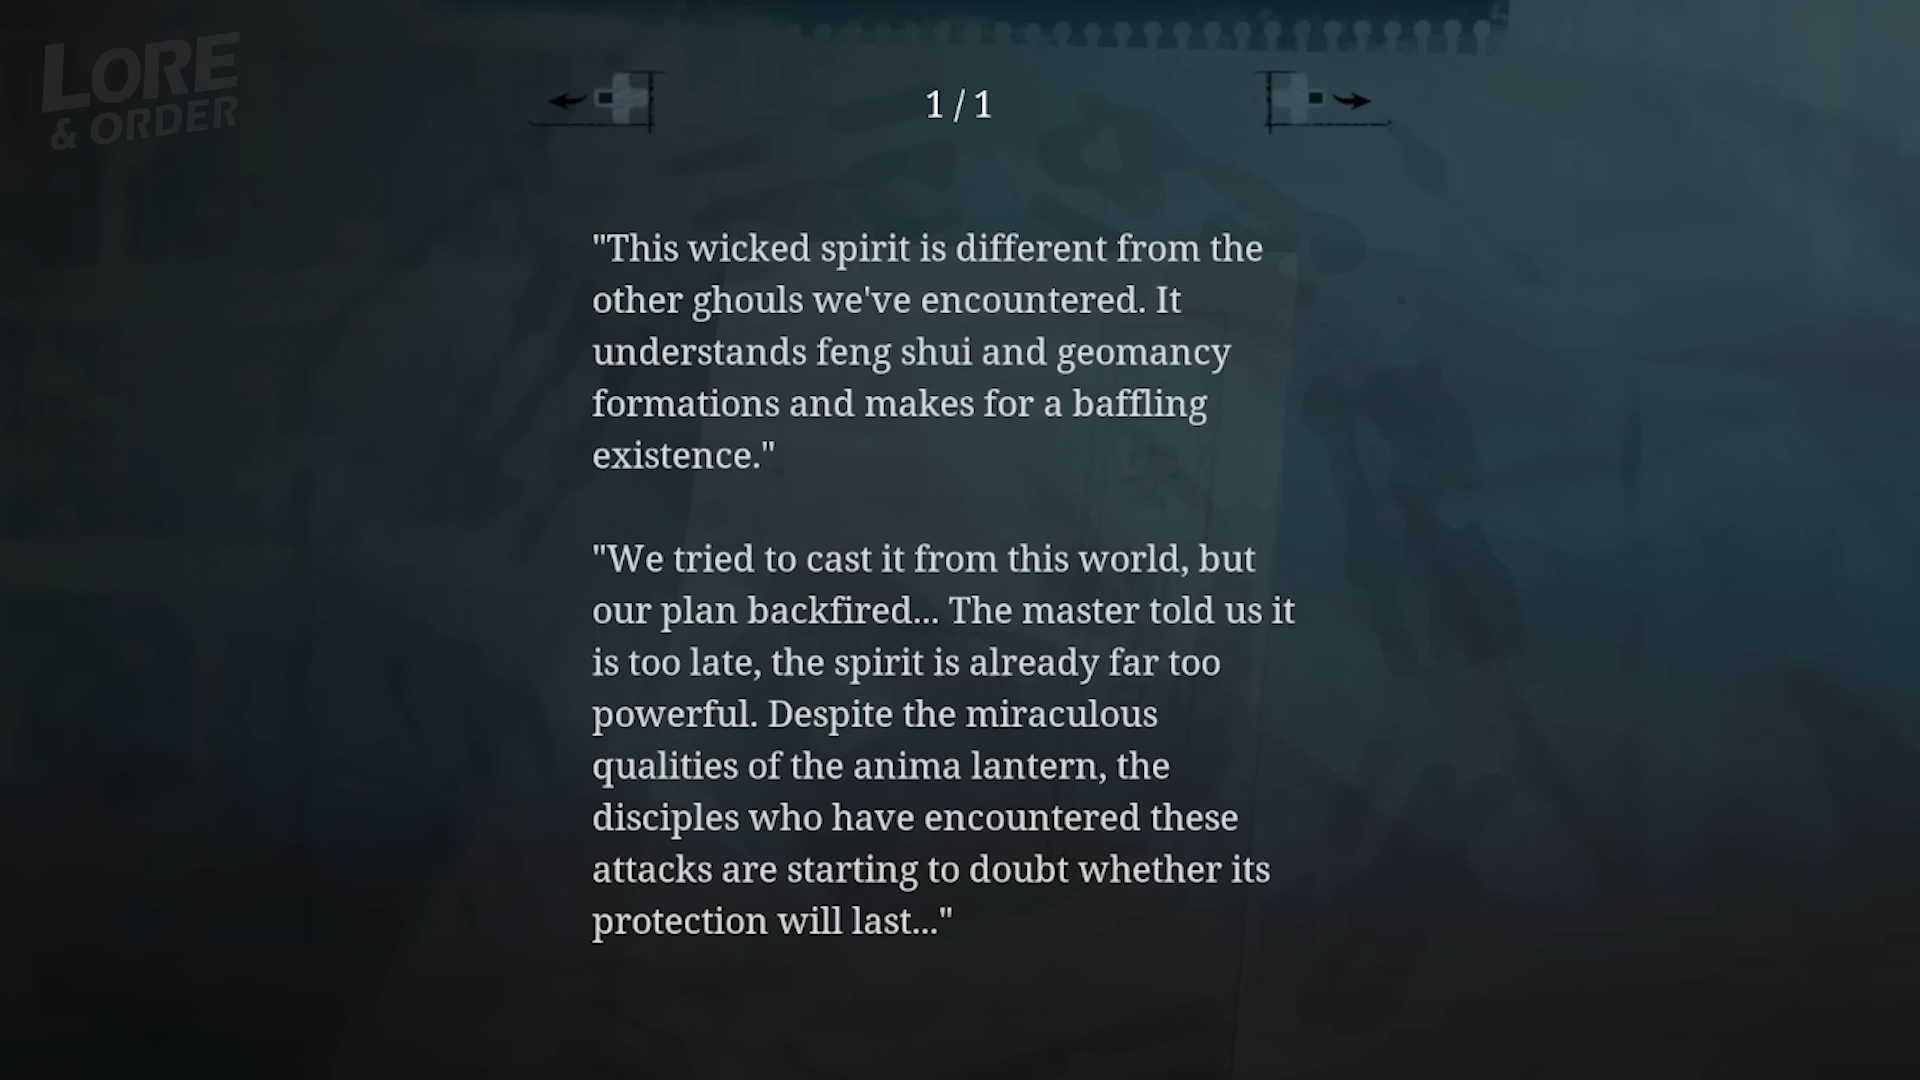 LORE
& ORDER
1 / 1
"This wicked spirit is different from the
other ghouls we've encountered. It
understands feng shui and geomancy
formations and makes for a baffling
existence."
"We tried to cast it from this world, but
our plan backfired... The master told us it
is too late, the spirit is already far too
powerful. Despite the miraculous
qualities of the anima lantern, the
disciples who have encountered these
attacks are starting to doubt whether its
protection will last..."